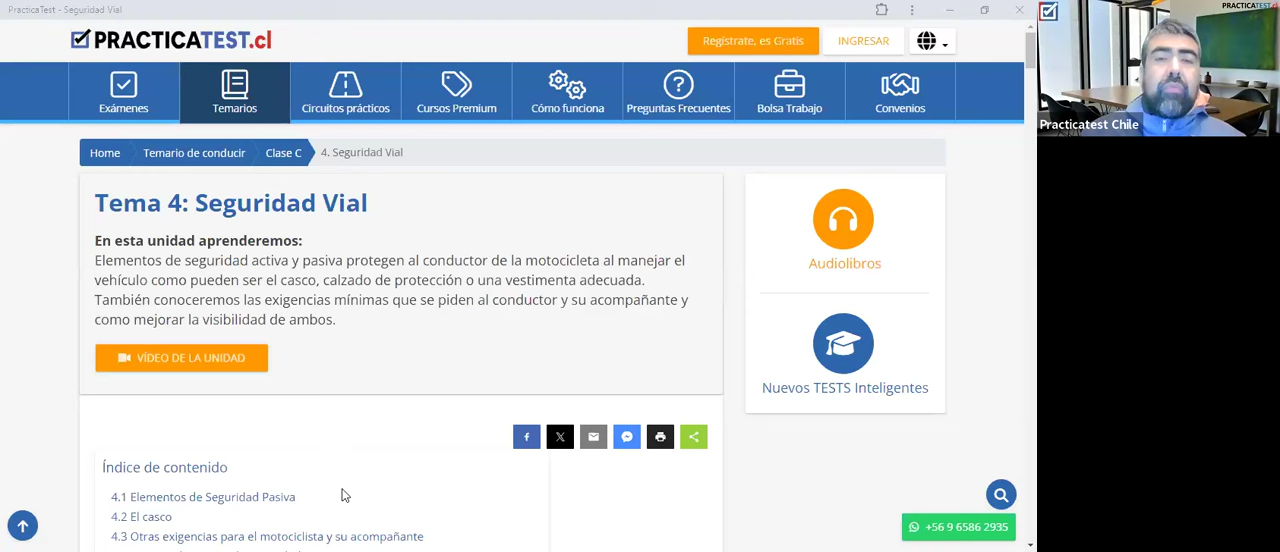 PracticaTest - Seguridad Vial
PRACTICATEST.cl
Regístrate, es Gratis
INGRESAR
Exámenes
Temarios
Circuitos prácticos
Cursos Premium
Cómo funciona
Preguntas Frecuentes
Bolsa Trabajo
Convenios
Home
Temario de conducir
Clase C
4. Seguridad Vial
Tema 4: Seguridad Vial
En esta unidad aprenderemos:
Elementos de seguridad activa y pasiva protegen al conductor de la motocicleta al manejar el
vehículo como pueden ser el casco, calzado de protección o una vestimenta adecuada.
También conoceremos las exigencias mínimas que se piden al conductor y su acompañante y
como mejorar la visibilidad de ambos.
VÍDEO DE LA UNIDAD
Audiolibros
Nuevos TESTS Inteligentes
Índice de contenido
4.1 Elementos de Seguridad Pasiva
4.2 El casco
4.3 Otras exigencias para el motociclista y su acompañante
+56 9 6586 2935
PRACTICATEST.cl
Practicatest Chile